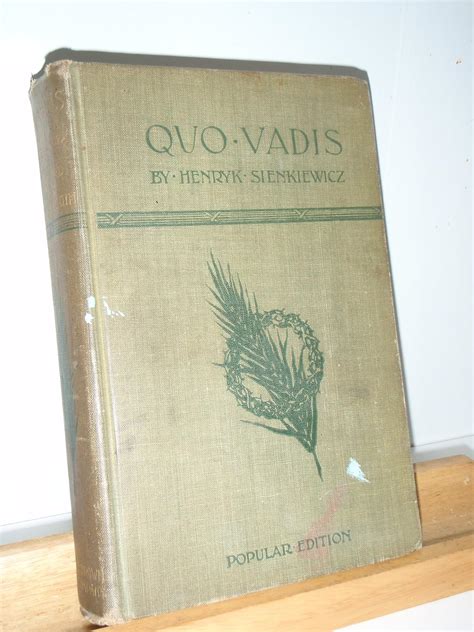 QUO · VADIS
BY · HENRYK · SIENKIEWICZ
POPULAR EDITION